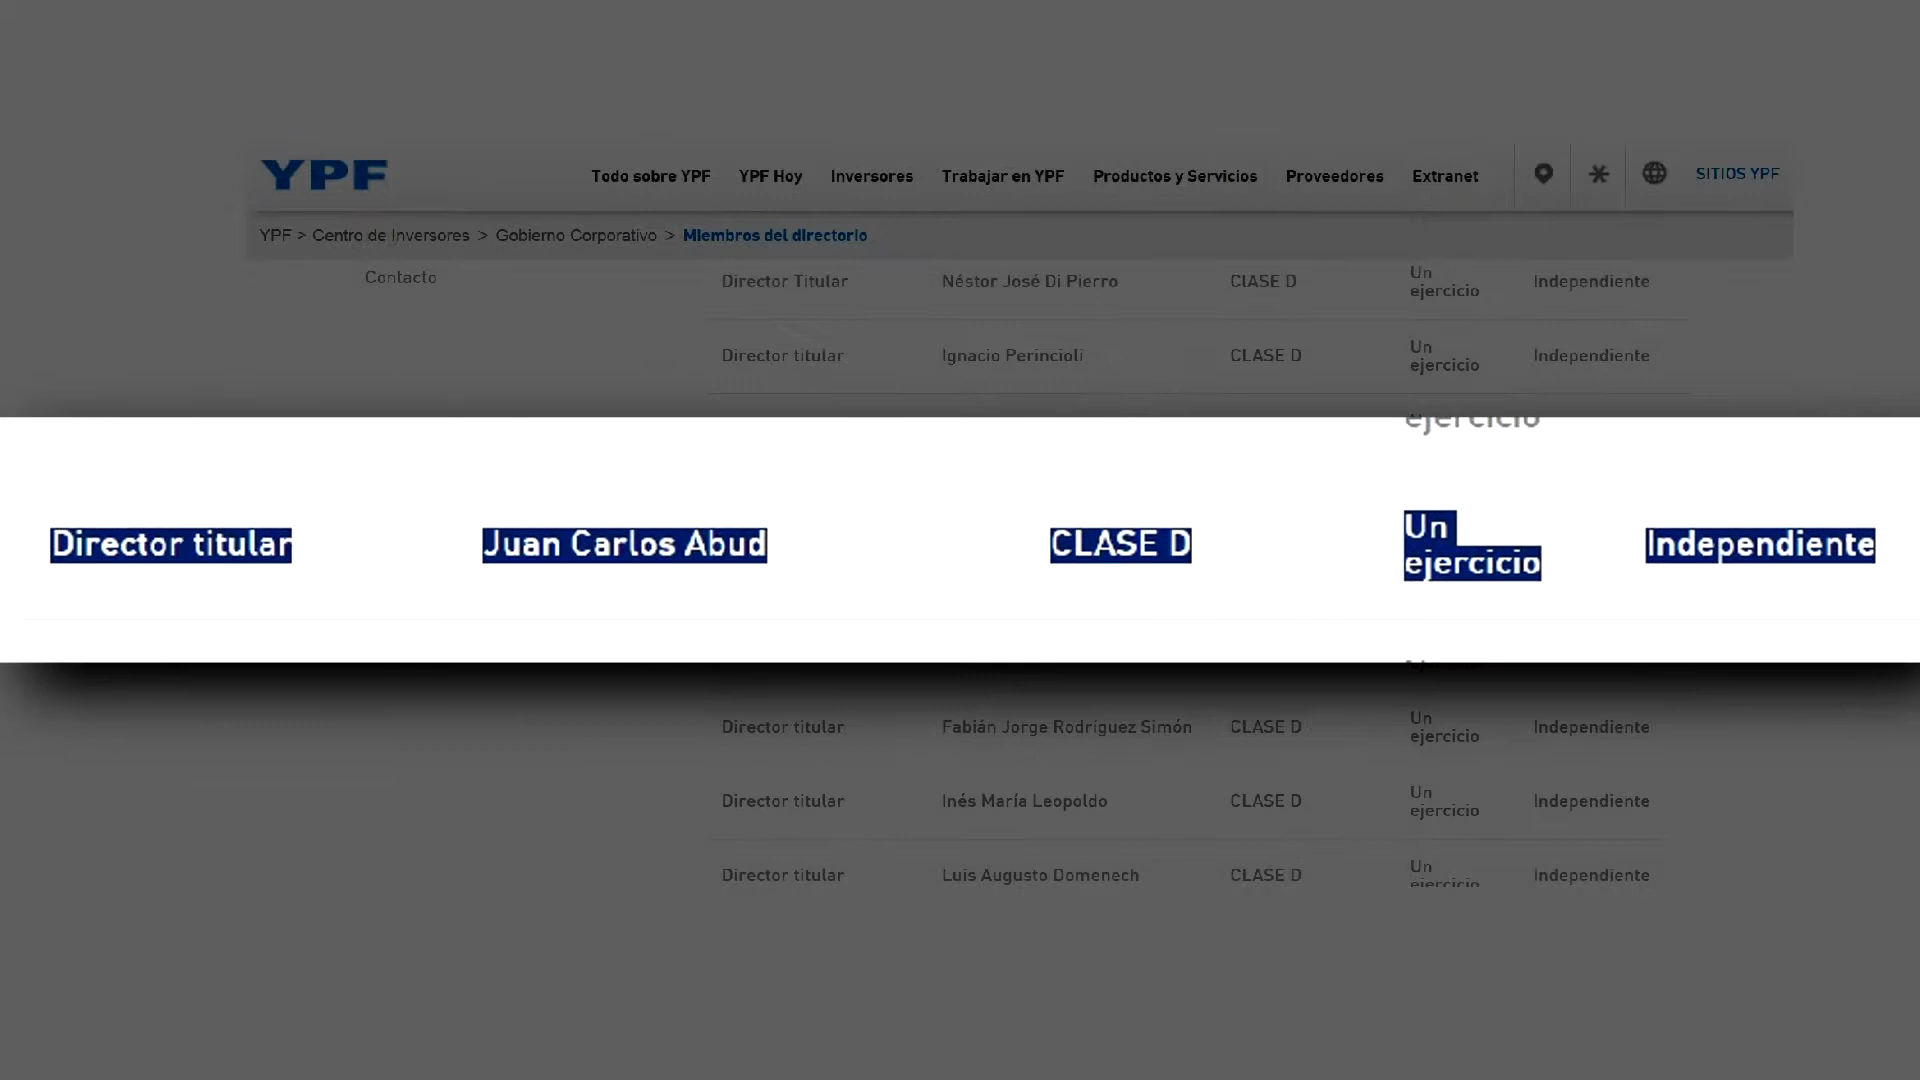 YPF
Todo sobre YPF YPF Hoy Inversores Trabajar en YPF Productos y Servicios Proveedores Extranet SITIOS YPF
YPF > Centro de Inversores > Gobierno Corporativo > Miembros del directorio
Contacto
Director Titular Néstor José Di Pierro ClASE D Un
ejercicio Independiente
Director titular Ignacio Perincioli CLASE D Un
ejercicio Independiente
ejercicio
Director titular Juan Carlos Abud CLASE D Un
ejercicio Independiente
Director titular Fabián Jorge Rodríguez Simón CLASE D Un
ejercicio Independiente
Director titular Inés María Leopoldo CLASE D Un
ejercicio Independiente
Director titular Luis Augusto Domenech CLASE D Un
ejercicio Independiente